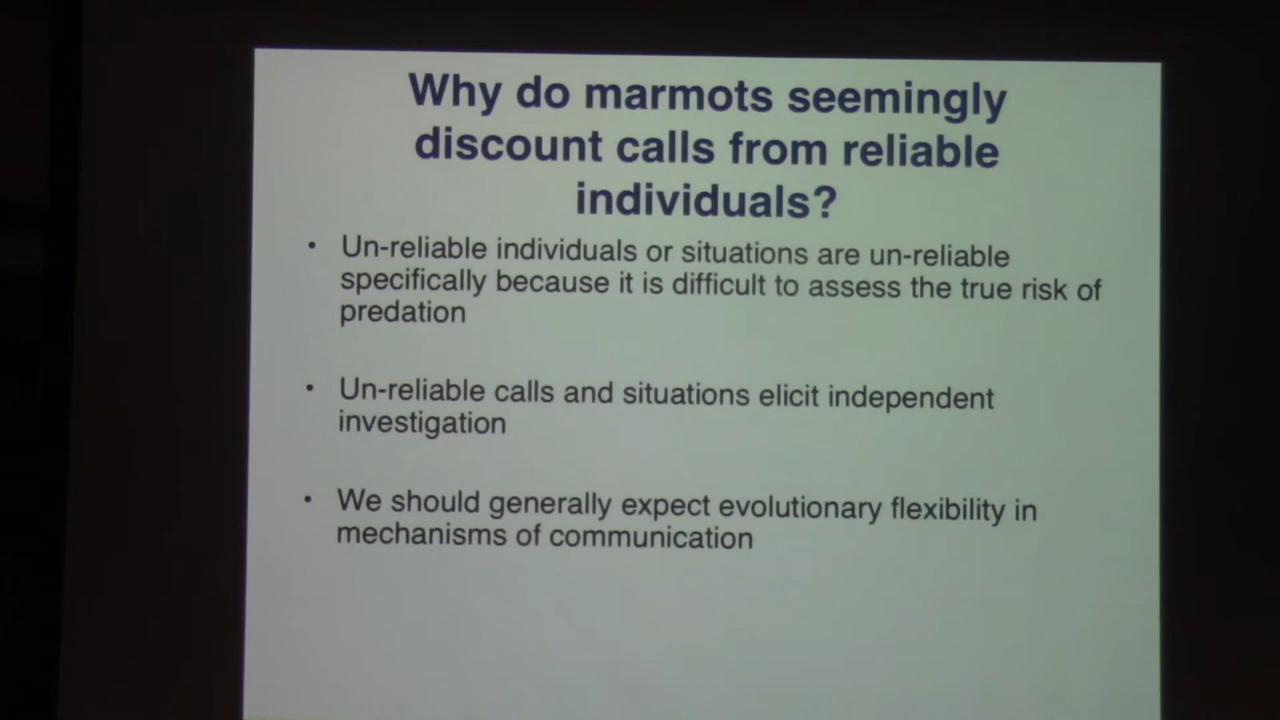 Why do marmots seemingly
discount calls from reliable
individuals?
• Un-reliable individuals or situations are un-reliable
specifically because it is difficult to assess the true risk of
predation
• Un-reliable calls and situations elicit independent
investigation
• We should generally expect evolutionary flexibility in
mechanisms of communication